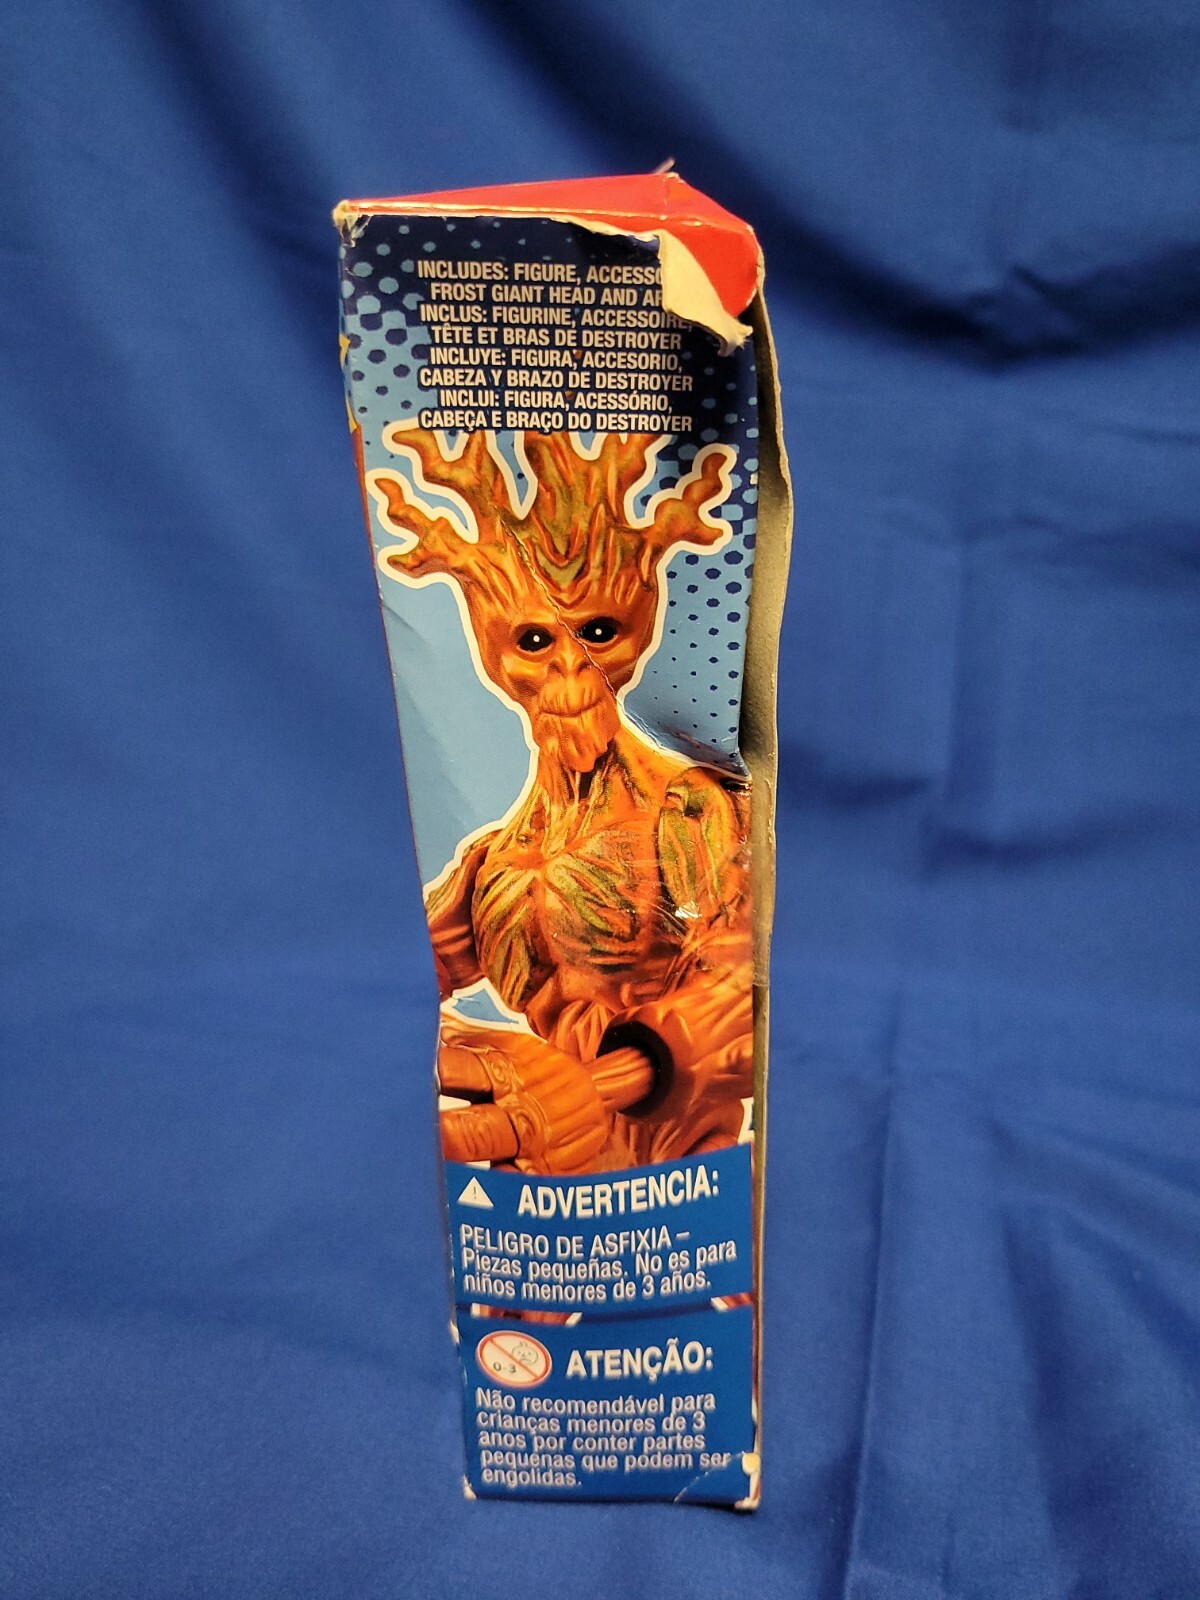 INCLUDES: FIGURE,
FROST GIANT HEAD AND
INCLUS: FIGURINE, ACCESSOIRE,
TÊTE ET BRAS DE DESTROYER
INCLUYE: FIGURA, ACCESORIO,
CABEZA Y BRAZO DE DESTROYER
INCLUI: FIGURA, ACESSÓRIO,
CABEÇA E BRAÇO DO DESTROYER
ADVERTENCIA:
PELIGRO DE ASFIXIA –
Piezas pequeñas. No es para
niños menores de 3 años.
0-3
ATENÇÃO:
Não recomendável para
crianças menores de 3
anos por conter partes
pequenas que podem ser
engolidas.